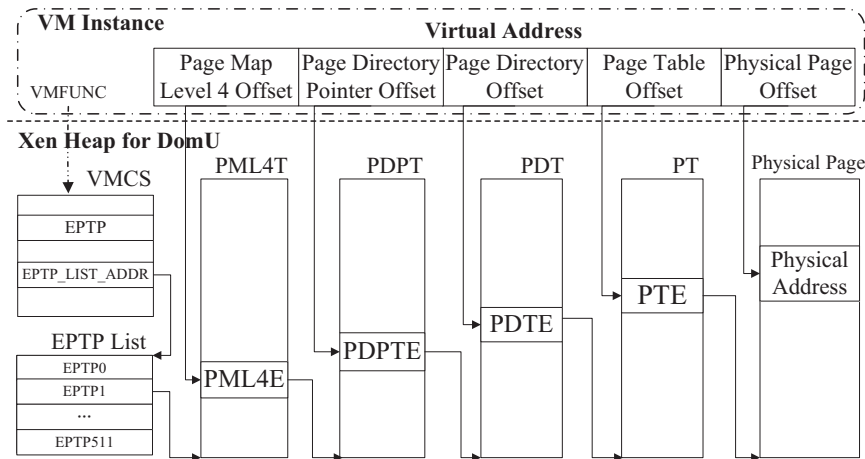 VM Instance
Virtual Address
VMFUNC
Page Map
Level 4 Offset
Page Directory
Pointer Offset
Page Directory
Offset
Page Table
Offset
Physical Page
Offset
Xen Heap for DomU
VMCS
EPTP
EPTP_LIST_ADDR
EPTP List
EPTP0
EPTP1
...
EPTP511
PML4T
PML4E
PDPT
PDPTE
PDT
PDTE
PT
PTE
Physical Page
Physical
Address